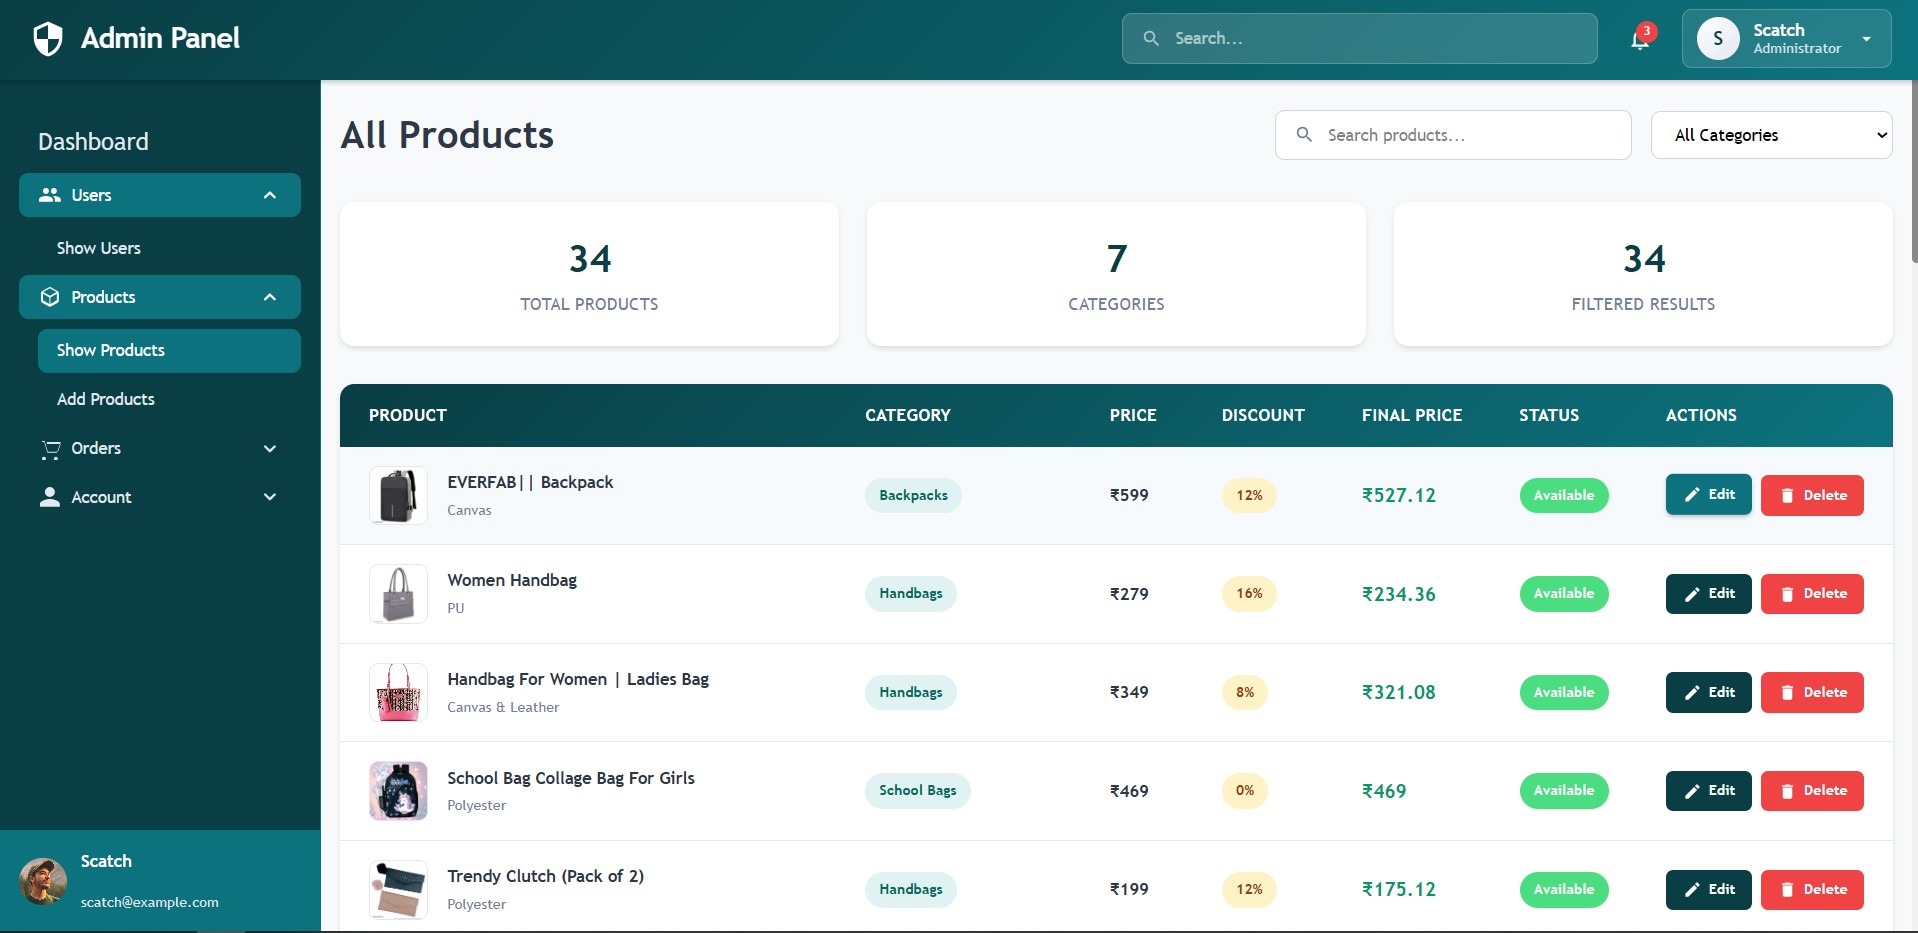 Admin Panel
Search...
3
S
Scatch
Administrator
Dashboard
Users
Show Users
Products
Show Products
Add Products
Orders
Account
Scatch
scatch@example.com
All Products
Search products...
All Categories
34
TOTAL PRODUCTS
7
CATEGORIES
34
FILTERED RESULTS
PRODUCT CATEGORY PRICE DISCOUNT FINAL PRICE STATUS ACTIONS
EVERFAB|| Backpack
Canvas
Backpacks ₹599 12% ₹527.12 Available Edit Delete
Women Handbag
PU
Handbags ₹279 16% ₹234.36 Available Edit Delete
Handbag For Women | Ladies Bag
Canvas & Leather
Handbags ₹349 8% ₹321.08 Available Edit Delete
School Bag Collage Bag For Girls
Polyester
School Bags ₹469 0% ₹469 Available Edit Delete
Trendy Clutch (Pack of 2)
Polyester
Handbags ₹199 12% ₹175.12 Available Edit Delete